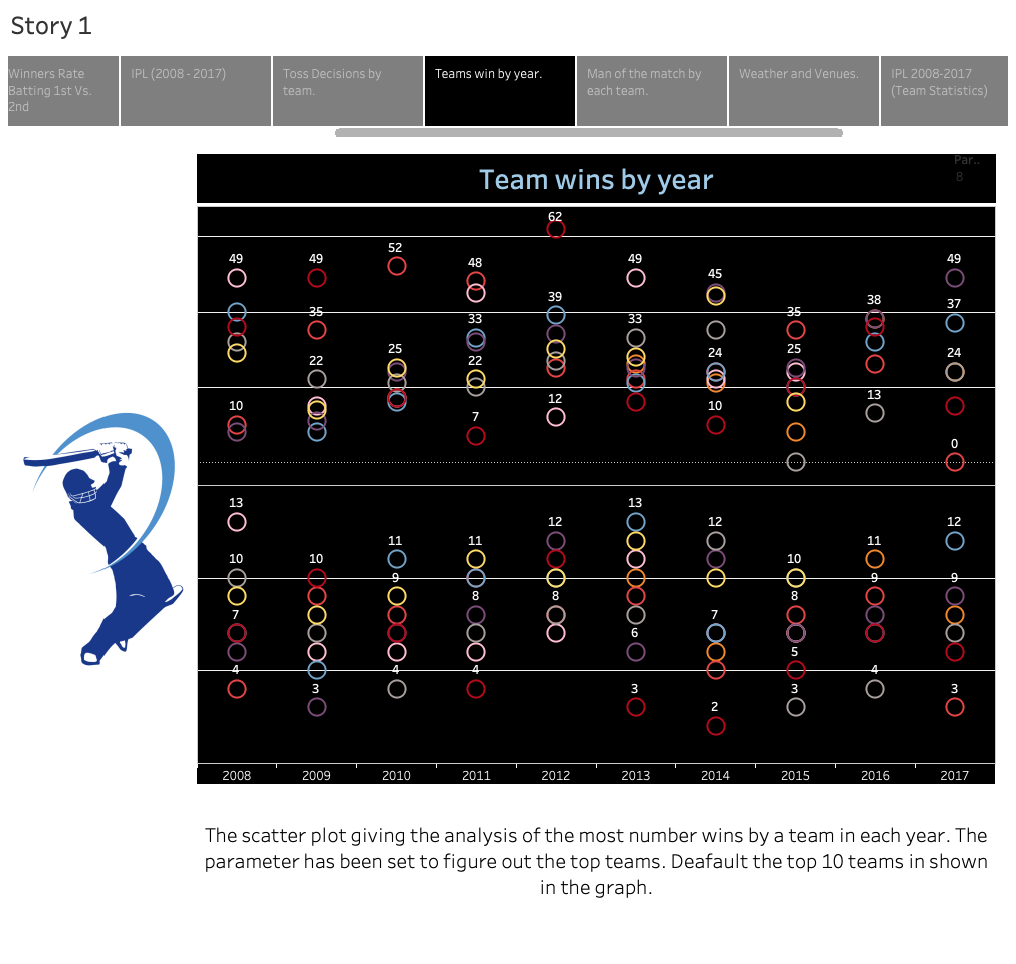 Story 1
Winners Rate Batting 1st Vs. 2nd
IPL (2008 - 2017)
Toss Decisions by team.
Teams win by year.
Man of the match by each team.
Weather and Venues.
IPL 2008-2017 (Team Statistics)
Team wins by year
Par..
8
62
49 49 52 48 39 49 45 35 38 49
35 33 33 37
22 25 22 24 25 24
10 7 12 10 13 0
13 11 11 12 13 12 11 12
10 10 9 8 8 10 9 9
7 6 7 8
4 3 4 4 3 2 5 3 4 3
2008 2009 2010 2011 2012 2013 2014 2015 2016 2017
The scatter plot giving the analysis of the most number wins by a team in each year. The
parameter has been set to figure out the top teams. Deafault the top 10 teams in shown
in the graph.